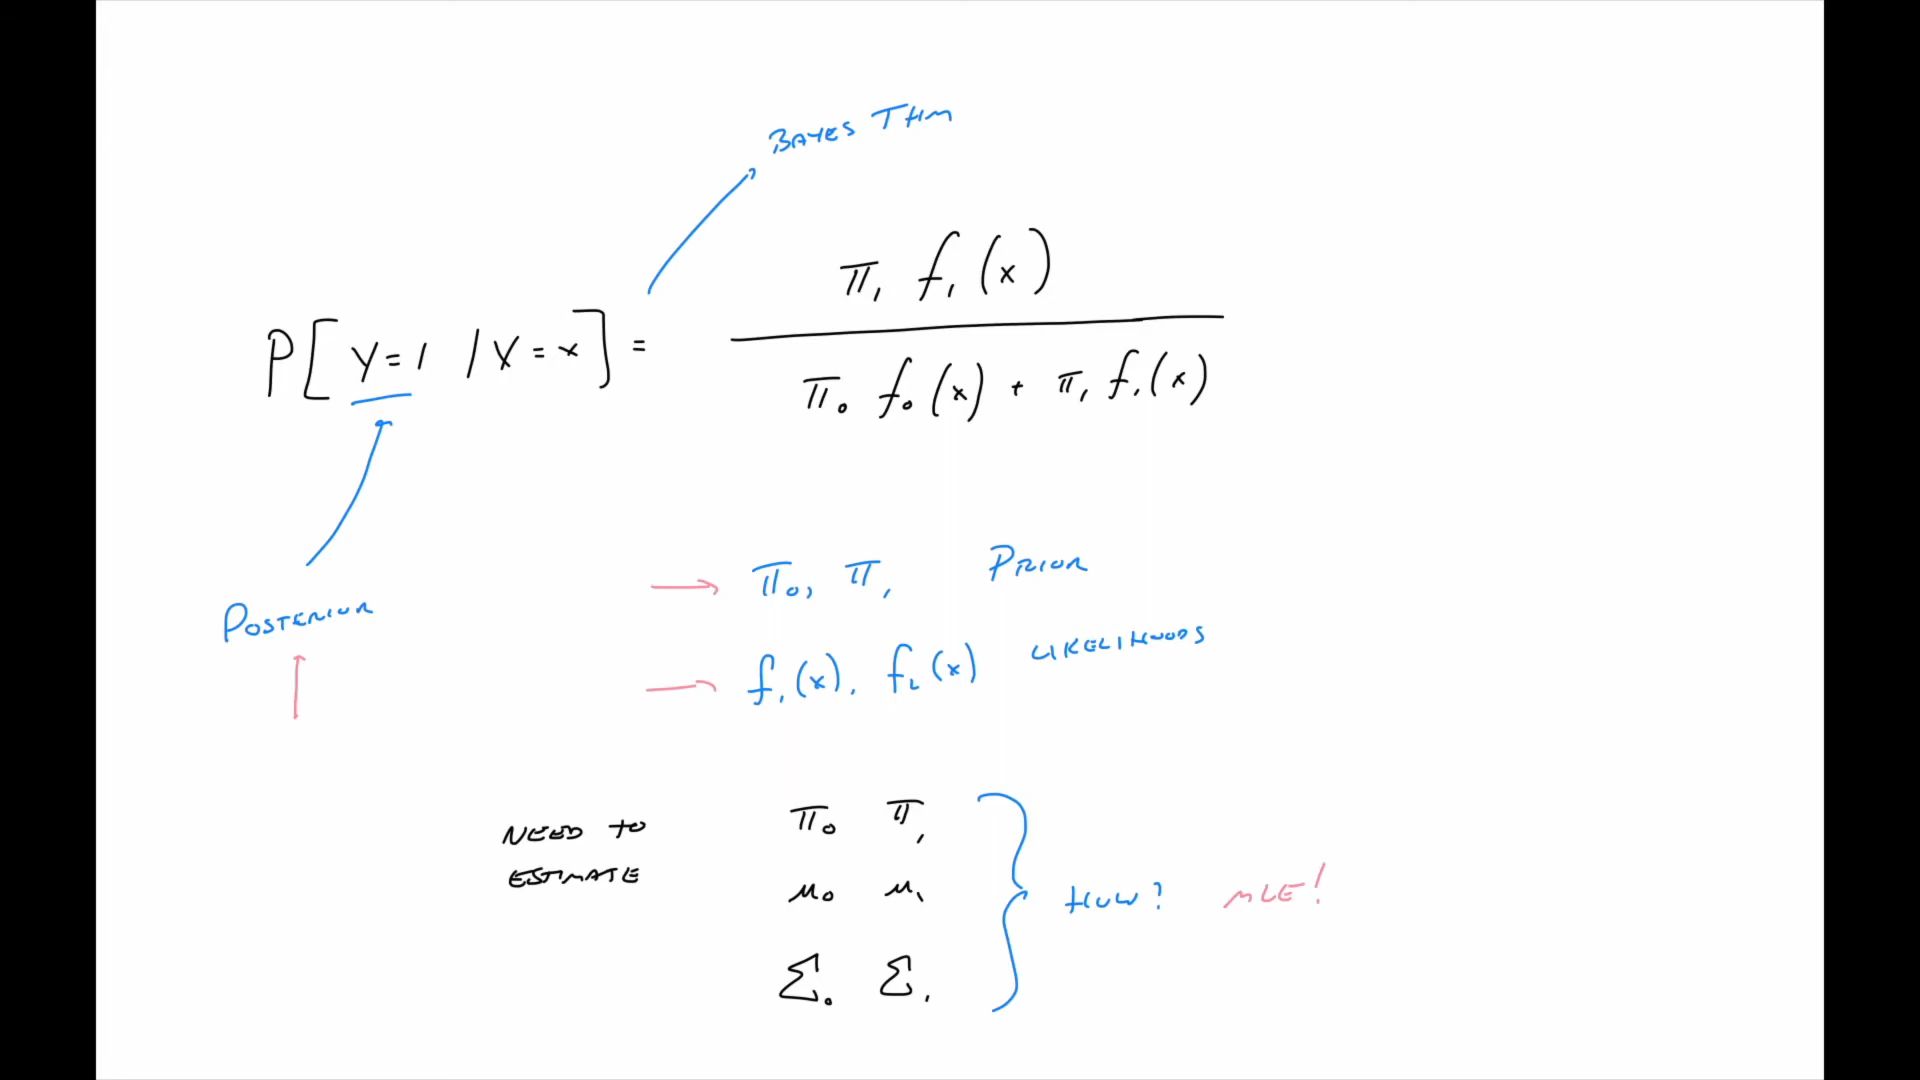 BAYES THM
π₁ f₁(x)
P[Y=1 | X=x] =
π₀ f₀(x) + π₁ f₁(x)
π₀, π₁ PRIOR
POSTERIOR
f₁(x), f₂(x) LIKELIHOODS
NEED TO
ESTIMATE
π₀ π₁
μ₀ μ₁
HOW? MLE!
Σ₀ Σ₁